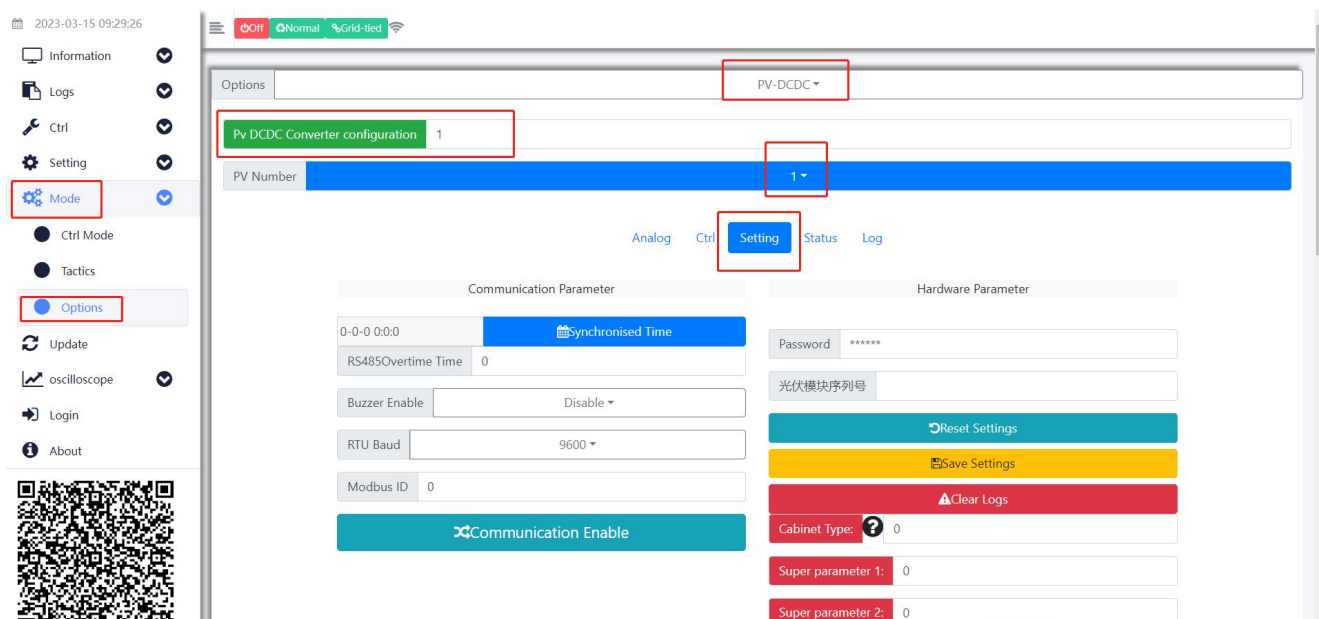 2023-03-15 09:29:26
Off Normal Grid-tied
Information
Logs
Ctrl
Setting
Mode
Ctrl Mode
Tactics
Options
Update
oscilloscope
Login
About
Options PV-DCDC
Pv DCDC Converter configuration 1
PV Number 1
Analog Ctrl Setting Status Log
Communication Parameter
0-0-0 0:0:0 Synchronised Time
RS485Overtime Time 0
Buzzer Enable Disable
RTU Baud 9600
Modbus ID 0
Communication Enable
Hardware Parameter
Password ******
光伏模块序列号
Reset Settings
Save Settings
Clear Logs
Cabinet Type: ? 0
Super parameter 1: 0
Super parameter 2: 0